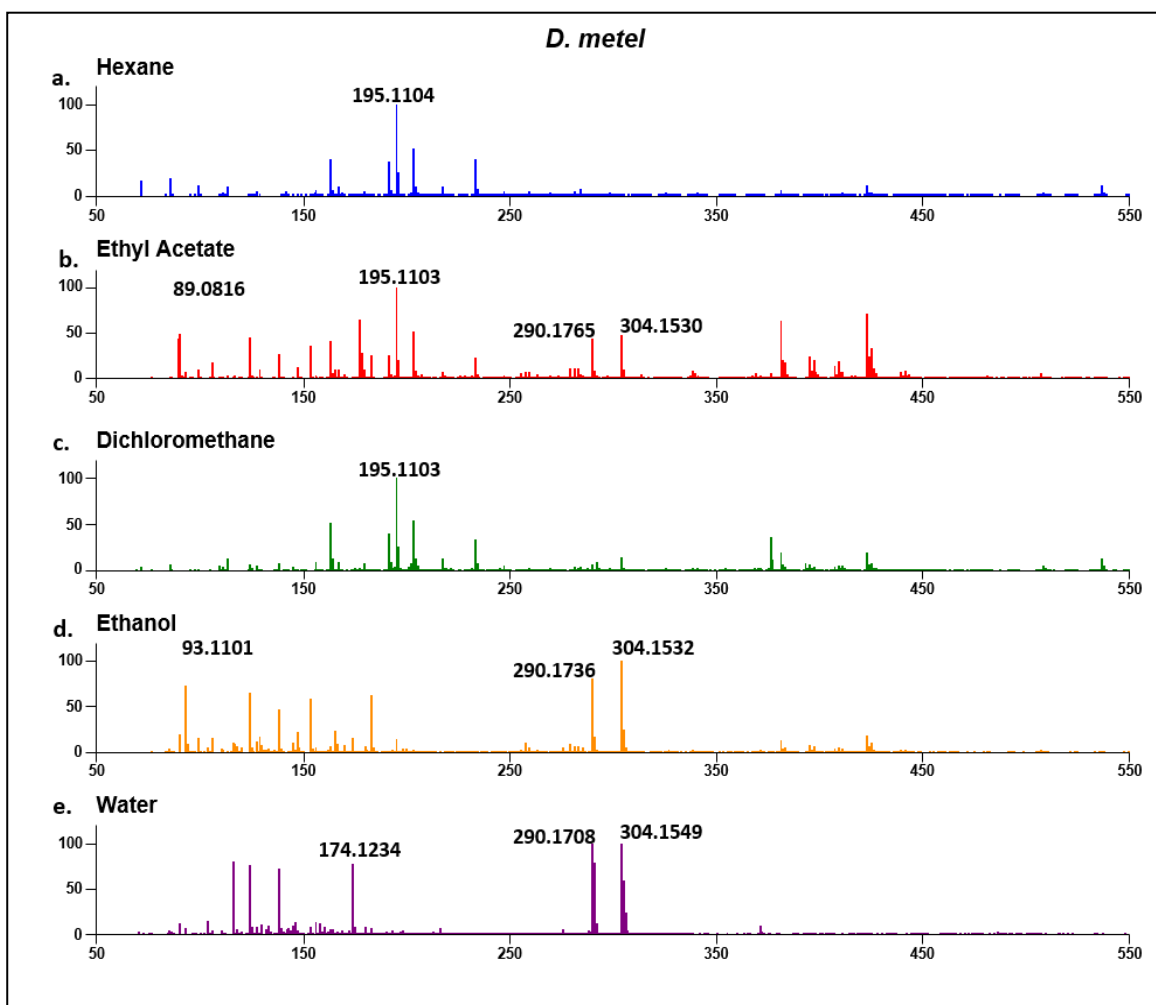 D. metel
a. Hexane
195.1104
100
50
0
50 150 250 350 450 550
b. Ethyl Acetate
89.0816 195.1103 290.1765 304.1530
100
50
0
50 150 250 350 450 550
c. Dichloromethane
195.1103
100
50
0
50 150 250 350 450 550
d. Ethanol
93.1101 290.1736 304.1532
100
50
0
50 150 250 350 450 550
e. Water
174.1234 290.1708 304.1549
100
50
0
50 150 250 350 450 550